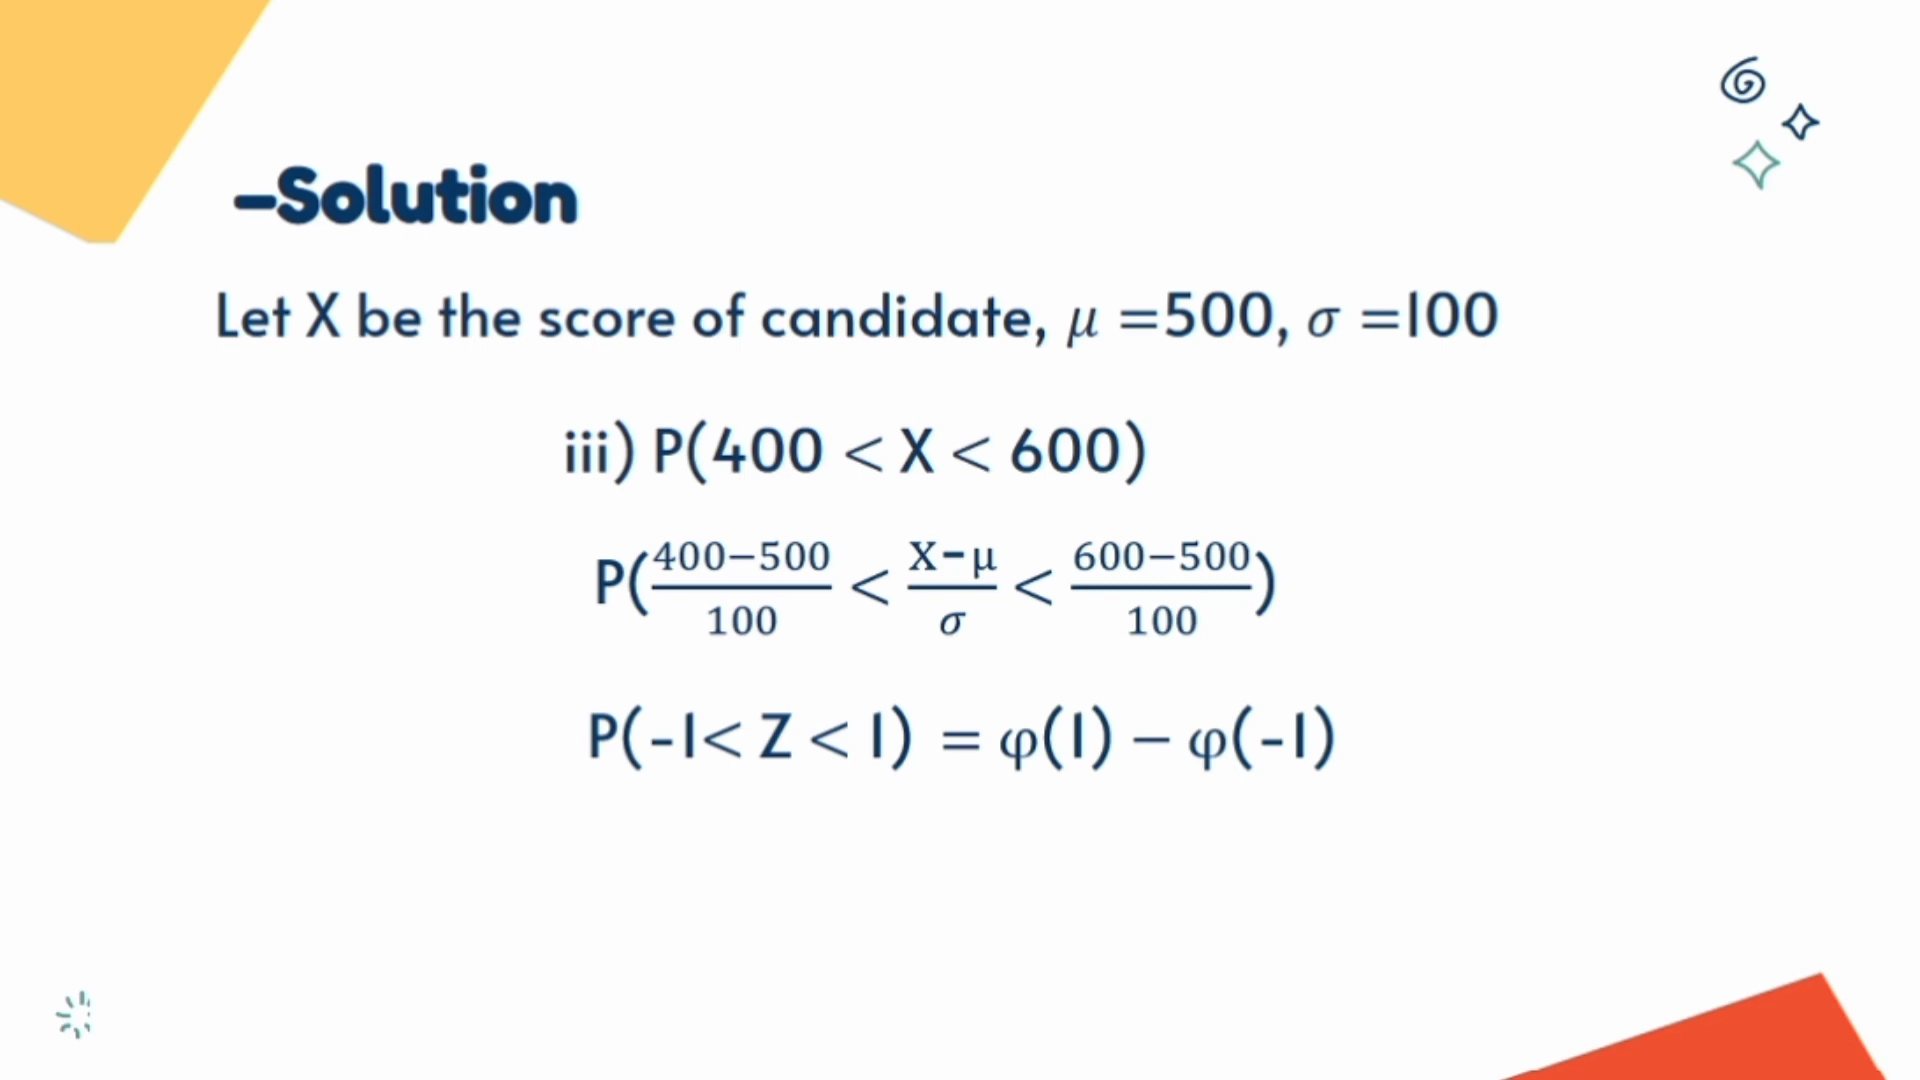 –Solution
Let X be the score of candidate, μ =500, σ =100
iii) P(400 < X < 600)
P(400−500/100 < X−μ/σ < 600−500/100)
P(-1< Z < 1) = φ(1) – φ(-1)